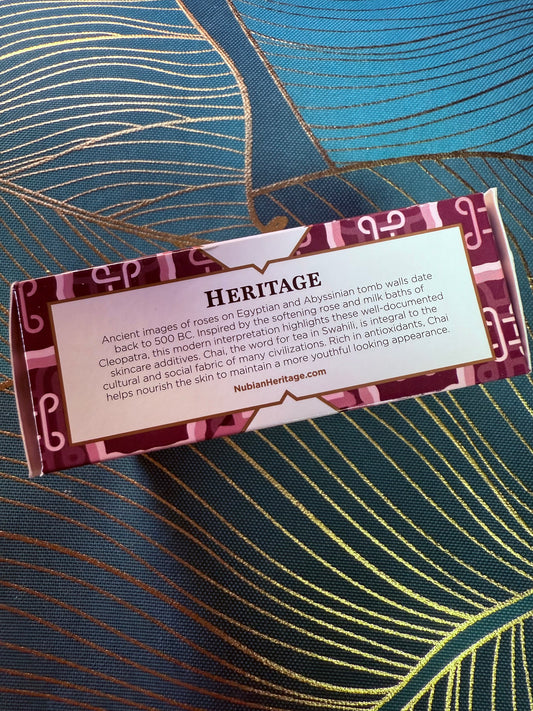 HERITAGE
Ancient images of roses on Egyptian and Abyssinian tomb walls date
back to 500 BC. Inspired by the softening rose and milk baths of
Cleopatra, this modern interpretation highlights these well-documented
skincare additives. Chai, the word for tea in Swahili, is integral to the
cultural and social fabric of many civilizations. Rich in antioxidants, Chai
helps nourish the skin to maintain a more youthful looking appearance.
NubianHeritage.com